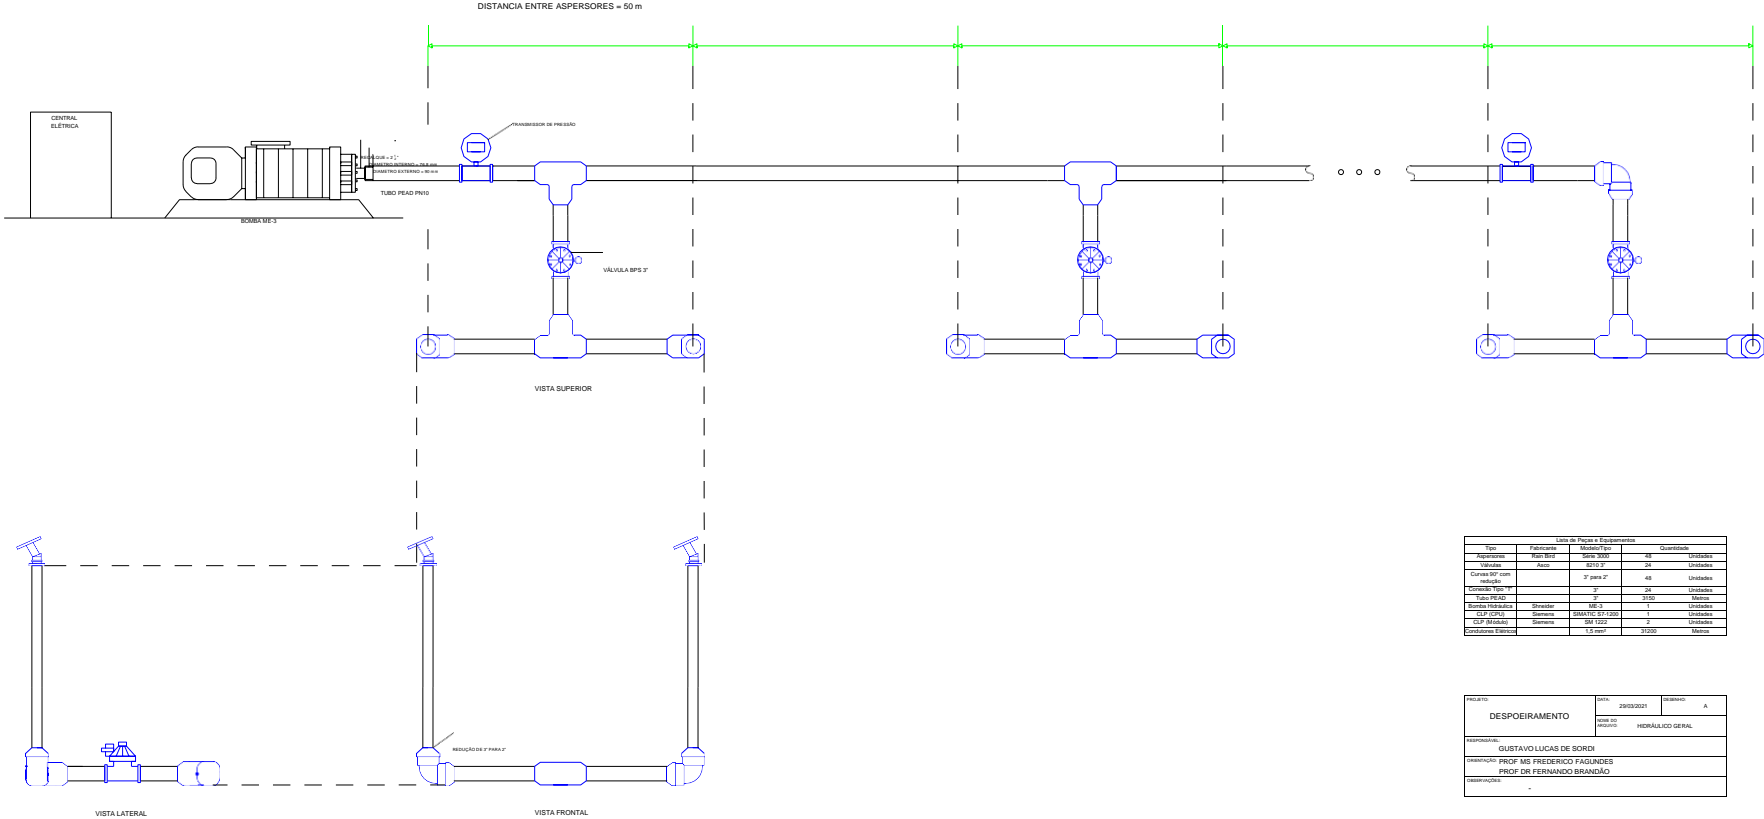 DISTANCIA ENTRE ASPERSORES = 50 m
CENTRAL
ELÉTRICA
TRANSMISSOR DE PRESSÃO
DIAMETRO INTERNO =
DIAMETRO EXTERNO = 90 mm
TUBO PEAD PN10
BOMBA ME-3
VÁLVULA BPS 3"
VISTA SUPERIOR
REDUÇÃO DE 3" PARA 2"
VISTA LATERAL
VISTA FRONTAL
Lista de Peças e Equipamentos
Tipo Fabricante Modelo/Tipo Quantidade
Aspersores Rain Bird Série 3000 48 Unidades
Válvulas Asco 8210 3" 24 Unidades
Curvas 90° com
redução 3" para 2" 48 Unidades
Conexão Tipo "T" 3" 24 Unidades
Tubo PEAD 3" 3150 Metros
Bomba Hidráulica Shneider ME-3 1 Unidades
CLP (CPU) Siemens SIMATIC S7-1200 1 Unidades
CLP (Módulo) Siemens SM 1222 2 Unidades
Condutores Elétricos 1,5 mm² 31200 Metros
PROJETO:
DESPOEIRAMENTO
DATA:
29/03/2021
DESENHO:
A
NOME DO
ARQUIVO:
HIDRÁULICO GERAL
RESPONSÁVEL:
GUSTAVO LUCAS DE SORDI
ORIENTAÇÃO: PROF MS FREDERICO FAGUNDES
PROF DR FERNANDO BRANDÃO
OBSERVAÇÕES:
-